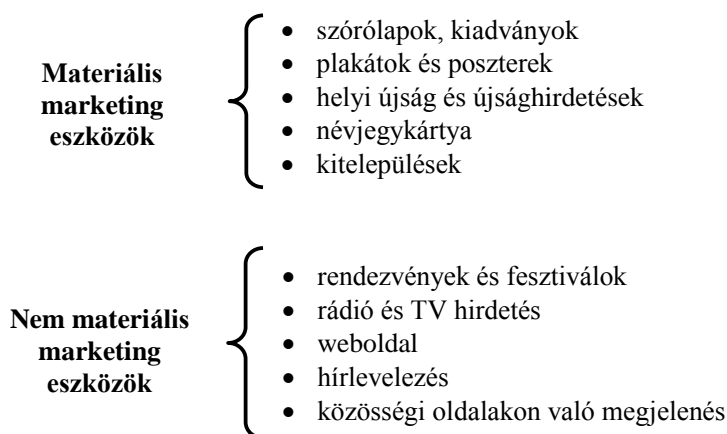 Materiális
marketing
eszközök
• szórólapok, kiadványok
• plakátok és poszterek
• helyi újság és újsághirdetések
• névjegykártya
• kitelepülések
Nem materiális
marketing
eszközök
• rendezvények és fesztiválok
• rádió és TV hirdetés
• weboldal
• hírlevelezés
• közösségi oldalakon való megjelenés